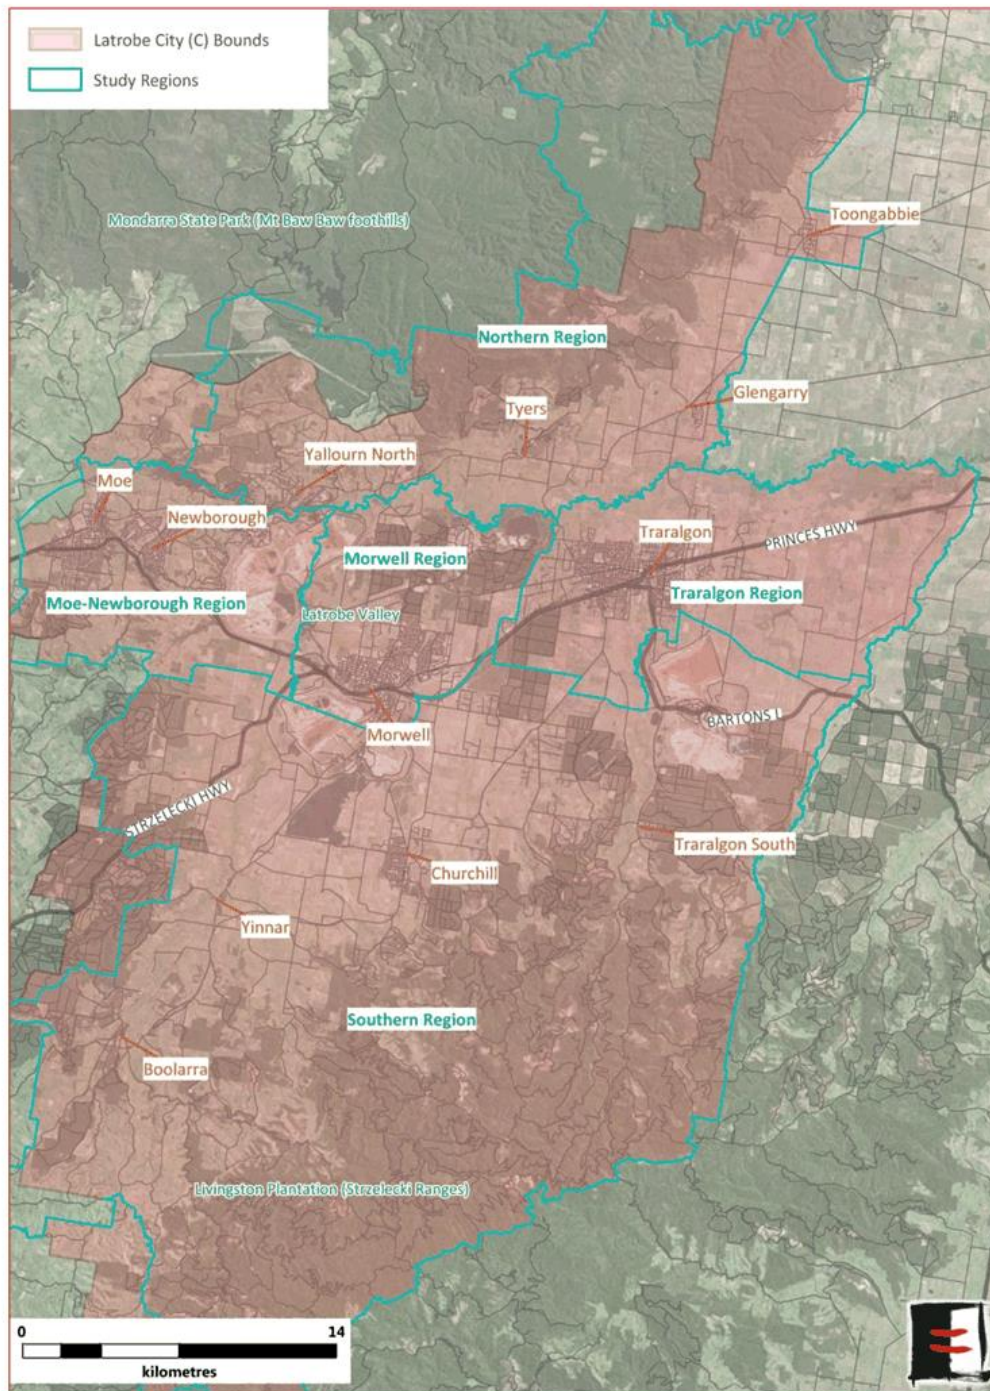 Latrobe City (C) Bounds
Study Regions
Mondarra State Park (Mt Baw Baw foothills)
Toongabbie
Northern Region
Glengarry
Tyers
Yallourn North
Moe
Newborough
Traralgon
PRINCES HWY
Morwell Region
Traralgon Region
Moe-Newborough Region
Latrobe Valley
BARTONS L
Morwell
STRZELECKI HWY
Traralgon South
Churchill
Yinnar
Southern Region
Boolarra
Livingston Plantation (Strzelecki Ranges)
0 14
kilometres